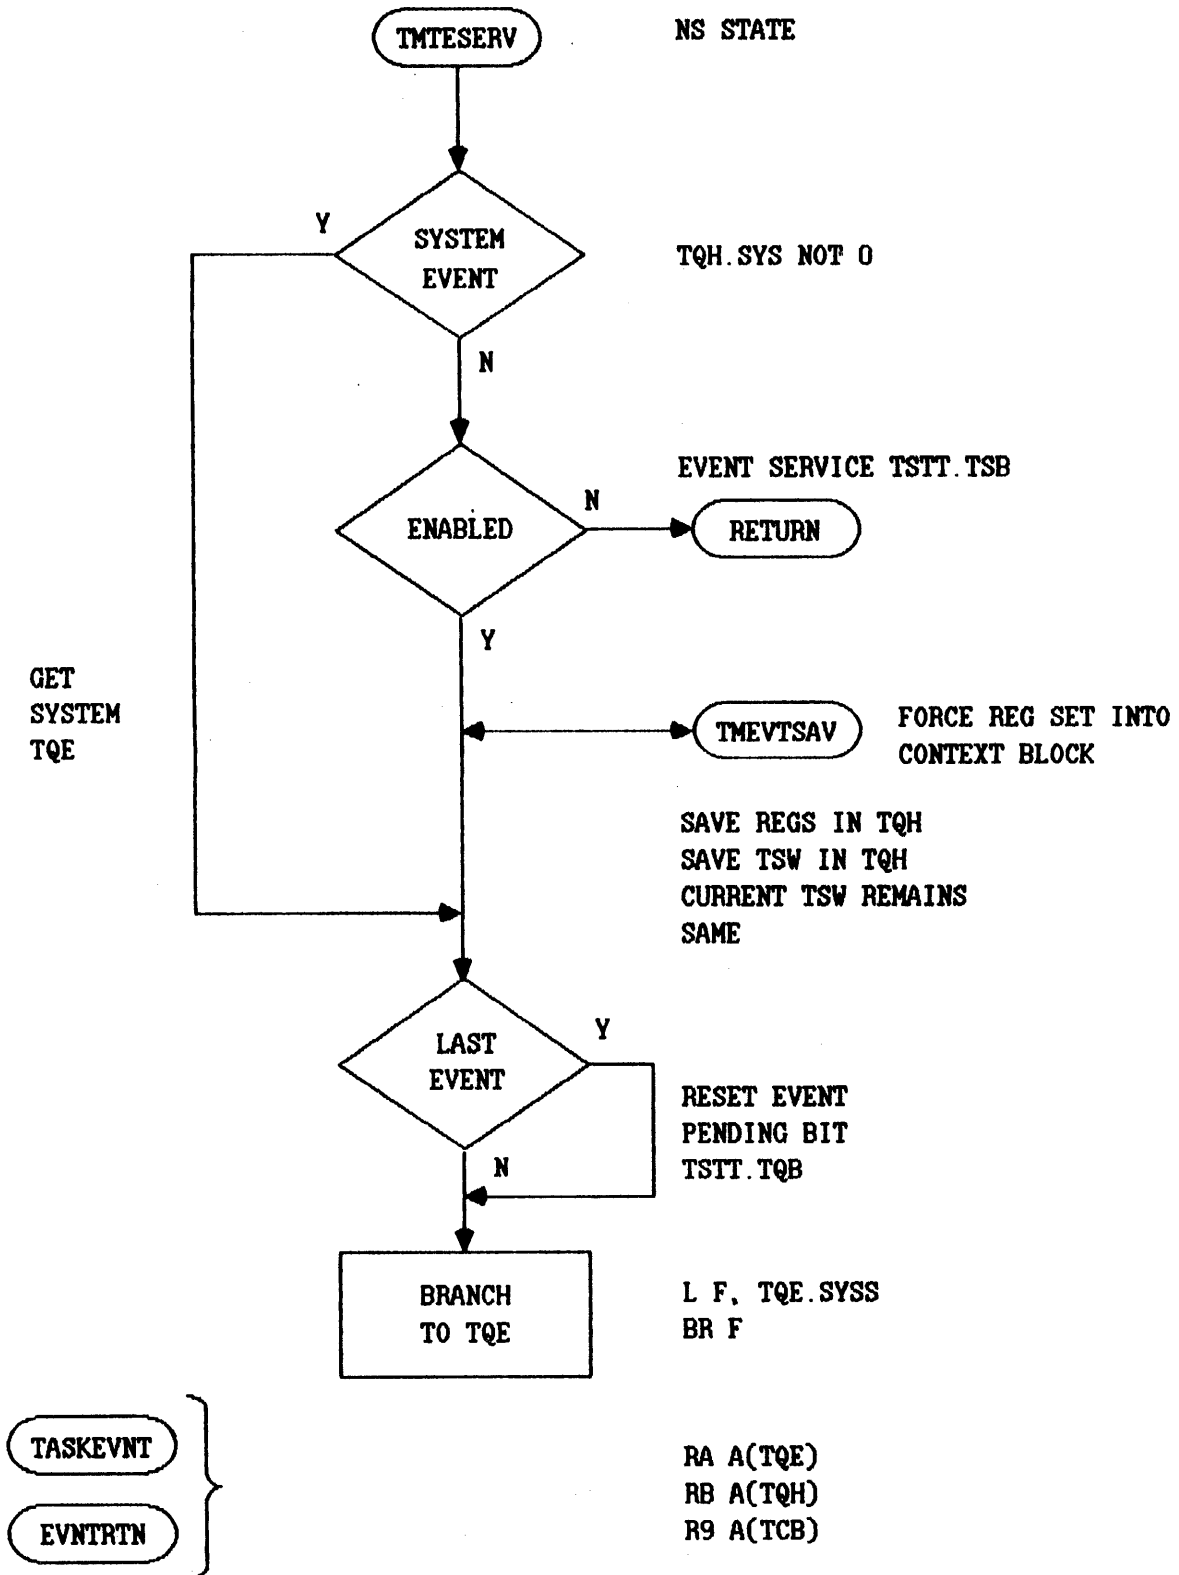 TMTESERV
NS STATE
Y
SYSTEM
EVENT
TQH.SYS NOT 0
N
EVENT SERVICE TSTT.TSB
N
ENABLED
RETURN
Y
GET
SYSTEM
TQE
TMEVTSAV
FORCE REG SET INTO
CONTEXT BLOCK
SAVE REGS IN TQH
SAVE TSW IN TQH
CURRENT TSW REMAINS
SAME
Y
LAST
EVENT
RESET EVENT
PENDING BIT
TSTT.TQB
N
BRANCH
TO TQE
L F, TQE.SYSS
BR F
TASKEVNT
EVNTRTN
RA A(TQE)
RB A(TQH)
R9 A(TCB)